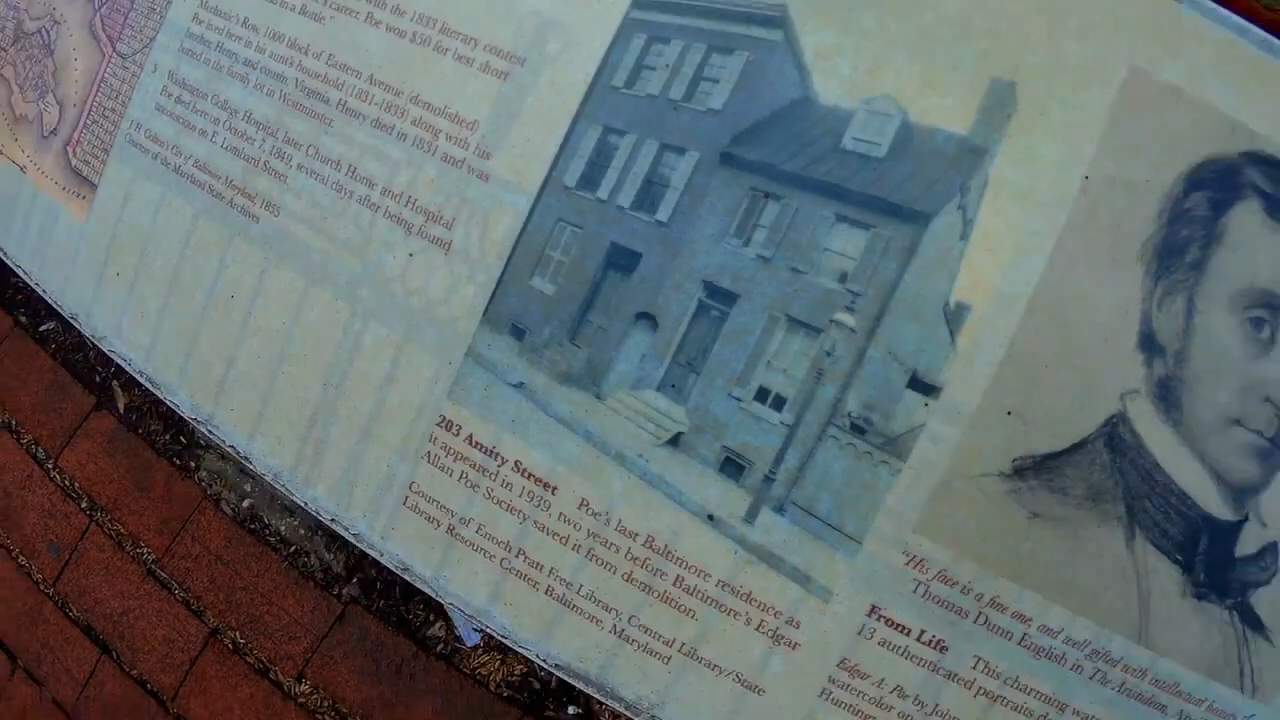 with the 1833 literary contest
's career. Poe won $50 for best short
in a Bottle."
Mechanic's Row, 1000 block of Eastern Avenue (demolished)
Poe lived here in his aunt's household (1831-1833) along with his
brother, Henry, and cousin, Virginia. Henry died in 1831 and was
buried in the family lot in Westminster.
5 Washington College Hospital, later Church Home and Hospital
Poe died here on October 7, 1849, several days after being found
unconscious on E. Lombard Street.
J H. Colton's City of Baltimore, Maryland, 1855
Courtesy of the Maryland State Archives
203 Amity Street Poe's last Baltimore residence as
it appeared in 1939, two years before Baltimore's Edgar
Allan Poe Society saved it from demolition.
Courtesy of Enoch Pratt Free Library, Central Library/State
Library Resource Center, Baltimore, Maryland
"His face is a fine one, and well gifted with intellectual
Thomas Dunn English in The Aristidean,
From Life This charming
13 authenticated portraits
Edgar A. Poe by John
watercolor on